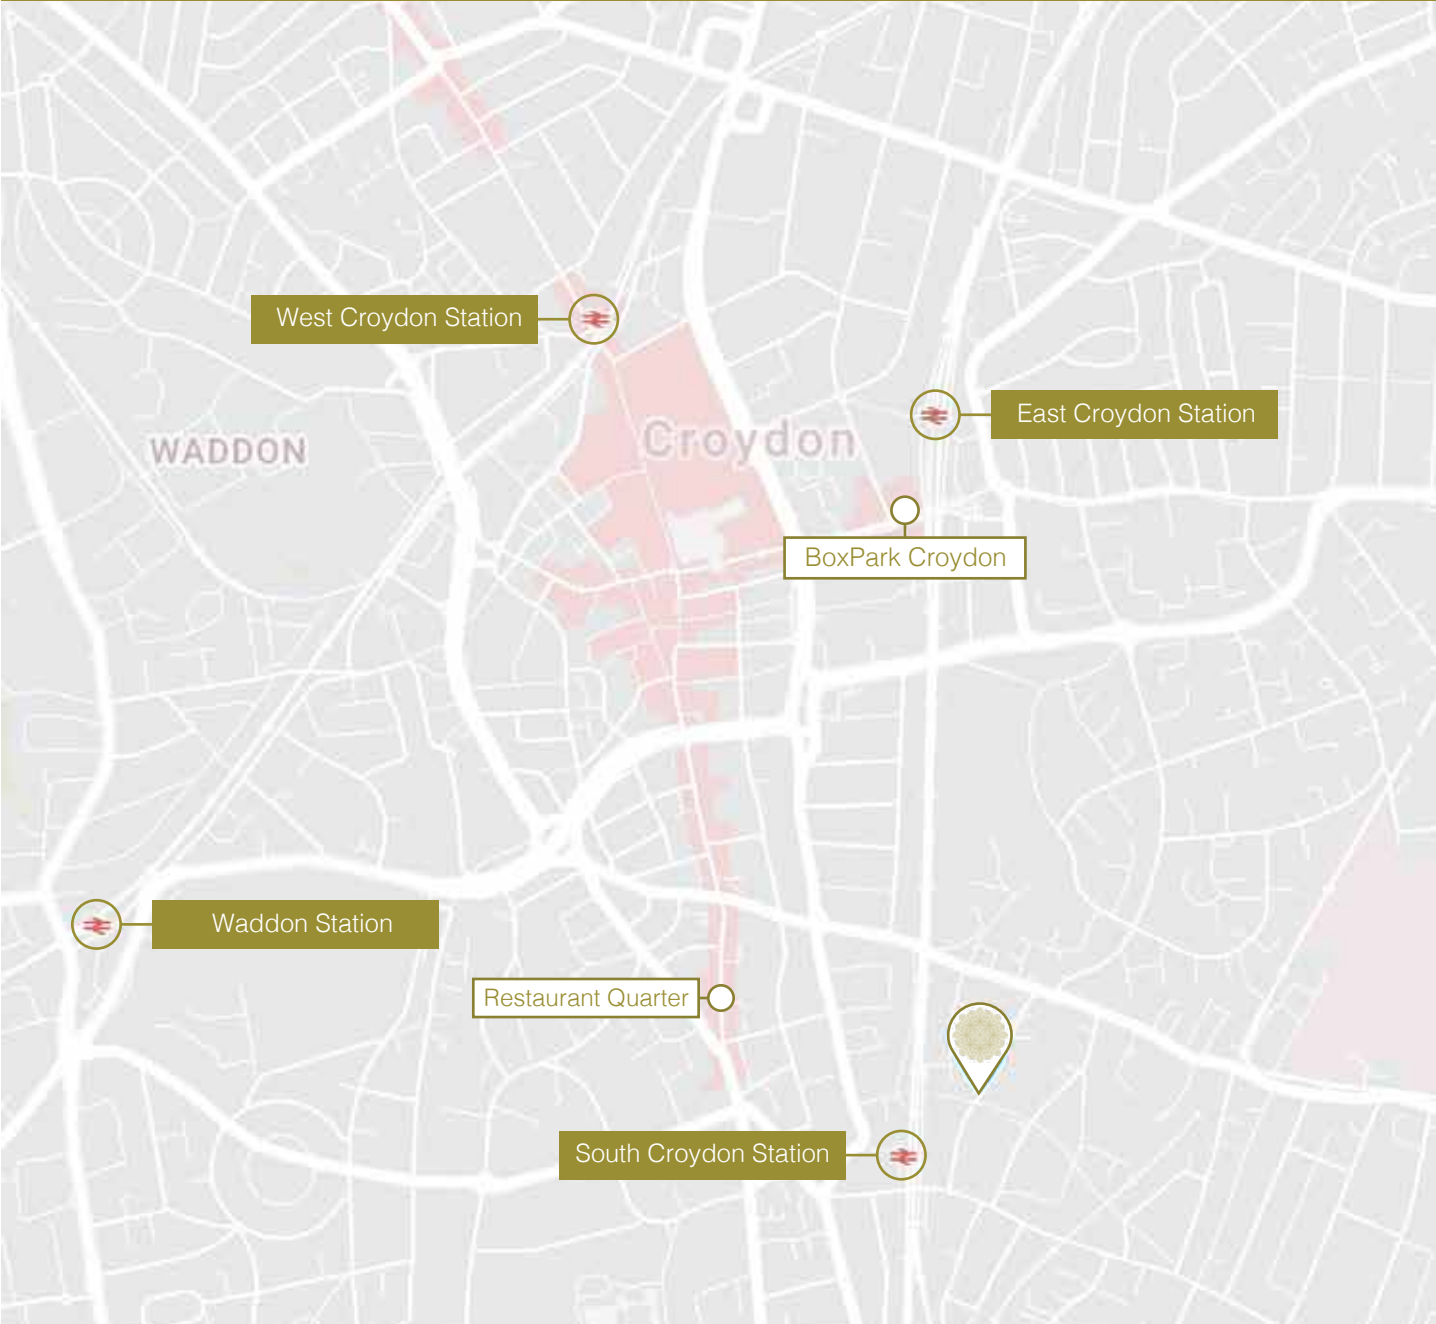 West Croydon Station
East Croydon Station
Croydon
WADDON
BoxPark Croydon
Waddon Station
Restaurant Quarter
South Croydon Station